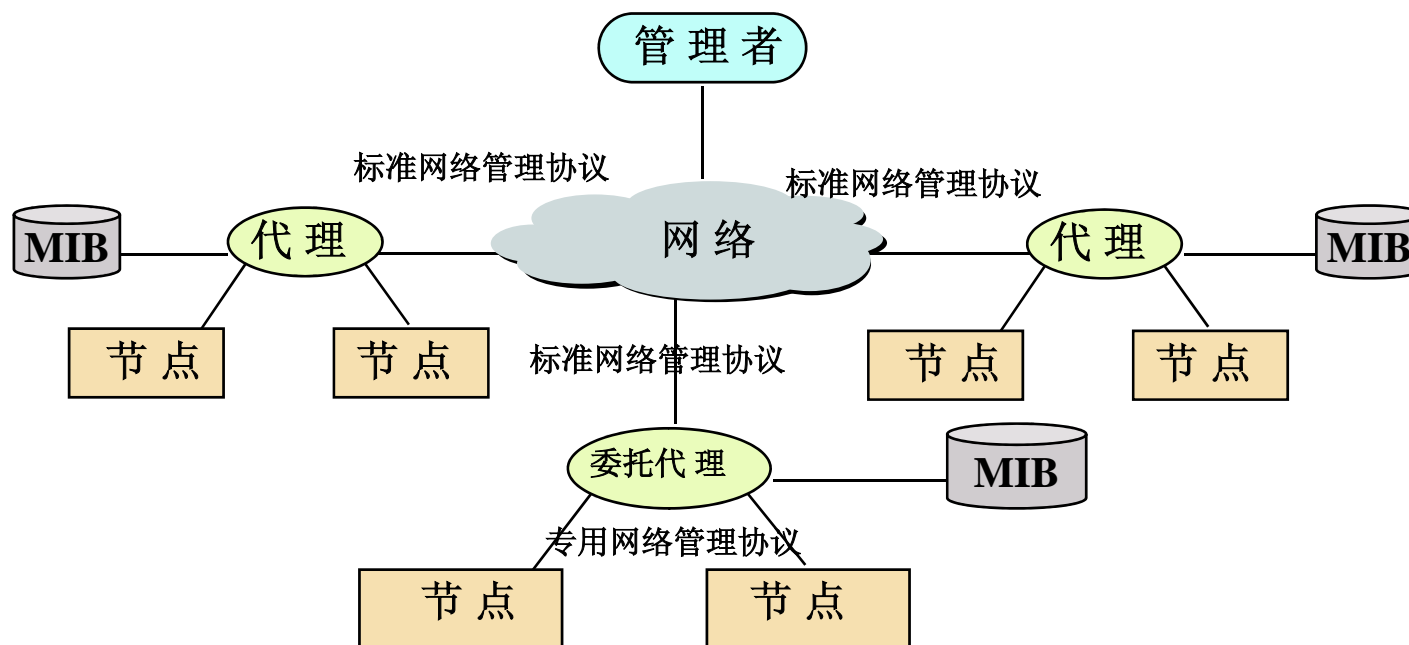 管 理 者
标准网络管理协议
标准网络管理协议
MIB
代 理
网 络
代 理
MIB
节 点
节 点
标准网络管理协议
节 点
节 点
委托代 理
MIB
专用网络管理协议
节 点
节 点